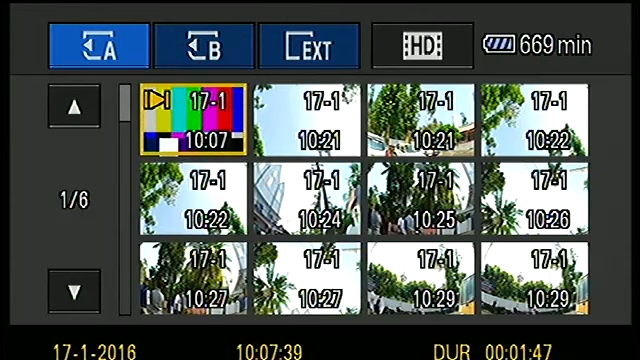 A B EXT HD 669 min
17-1 17-1 17-1 17-1
10:07 10:21 10:21 10:22
1/6
17-1 17-1 17-1 17-1
10:22 10:24 10:25 10:26
17-1 17-1 17-1 17-1
10:27 10:27 10:29 10:29
17-1-2016 10:07:39 DUR 00:01:47